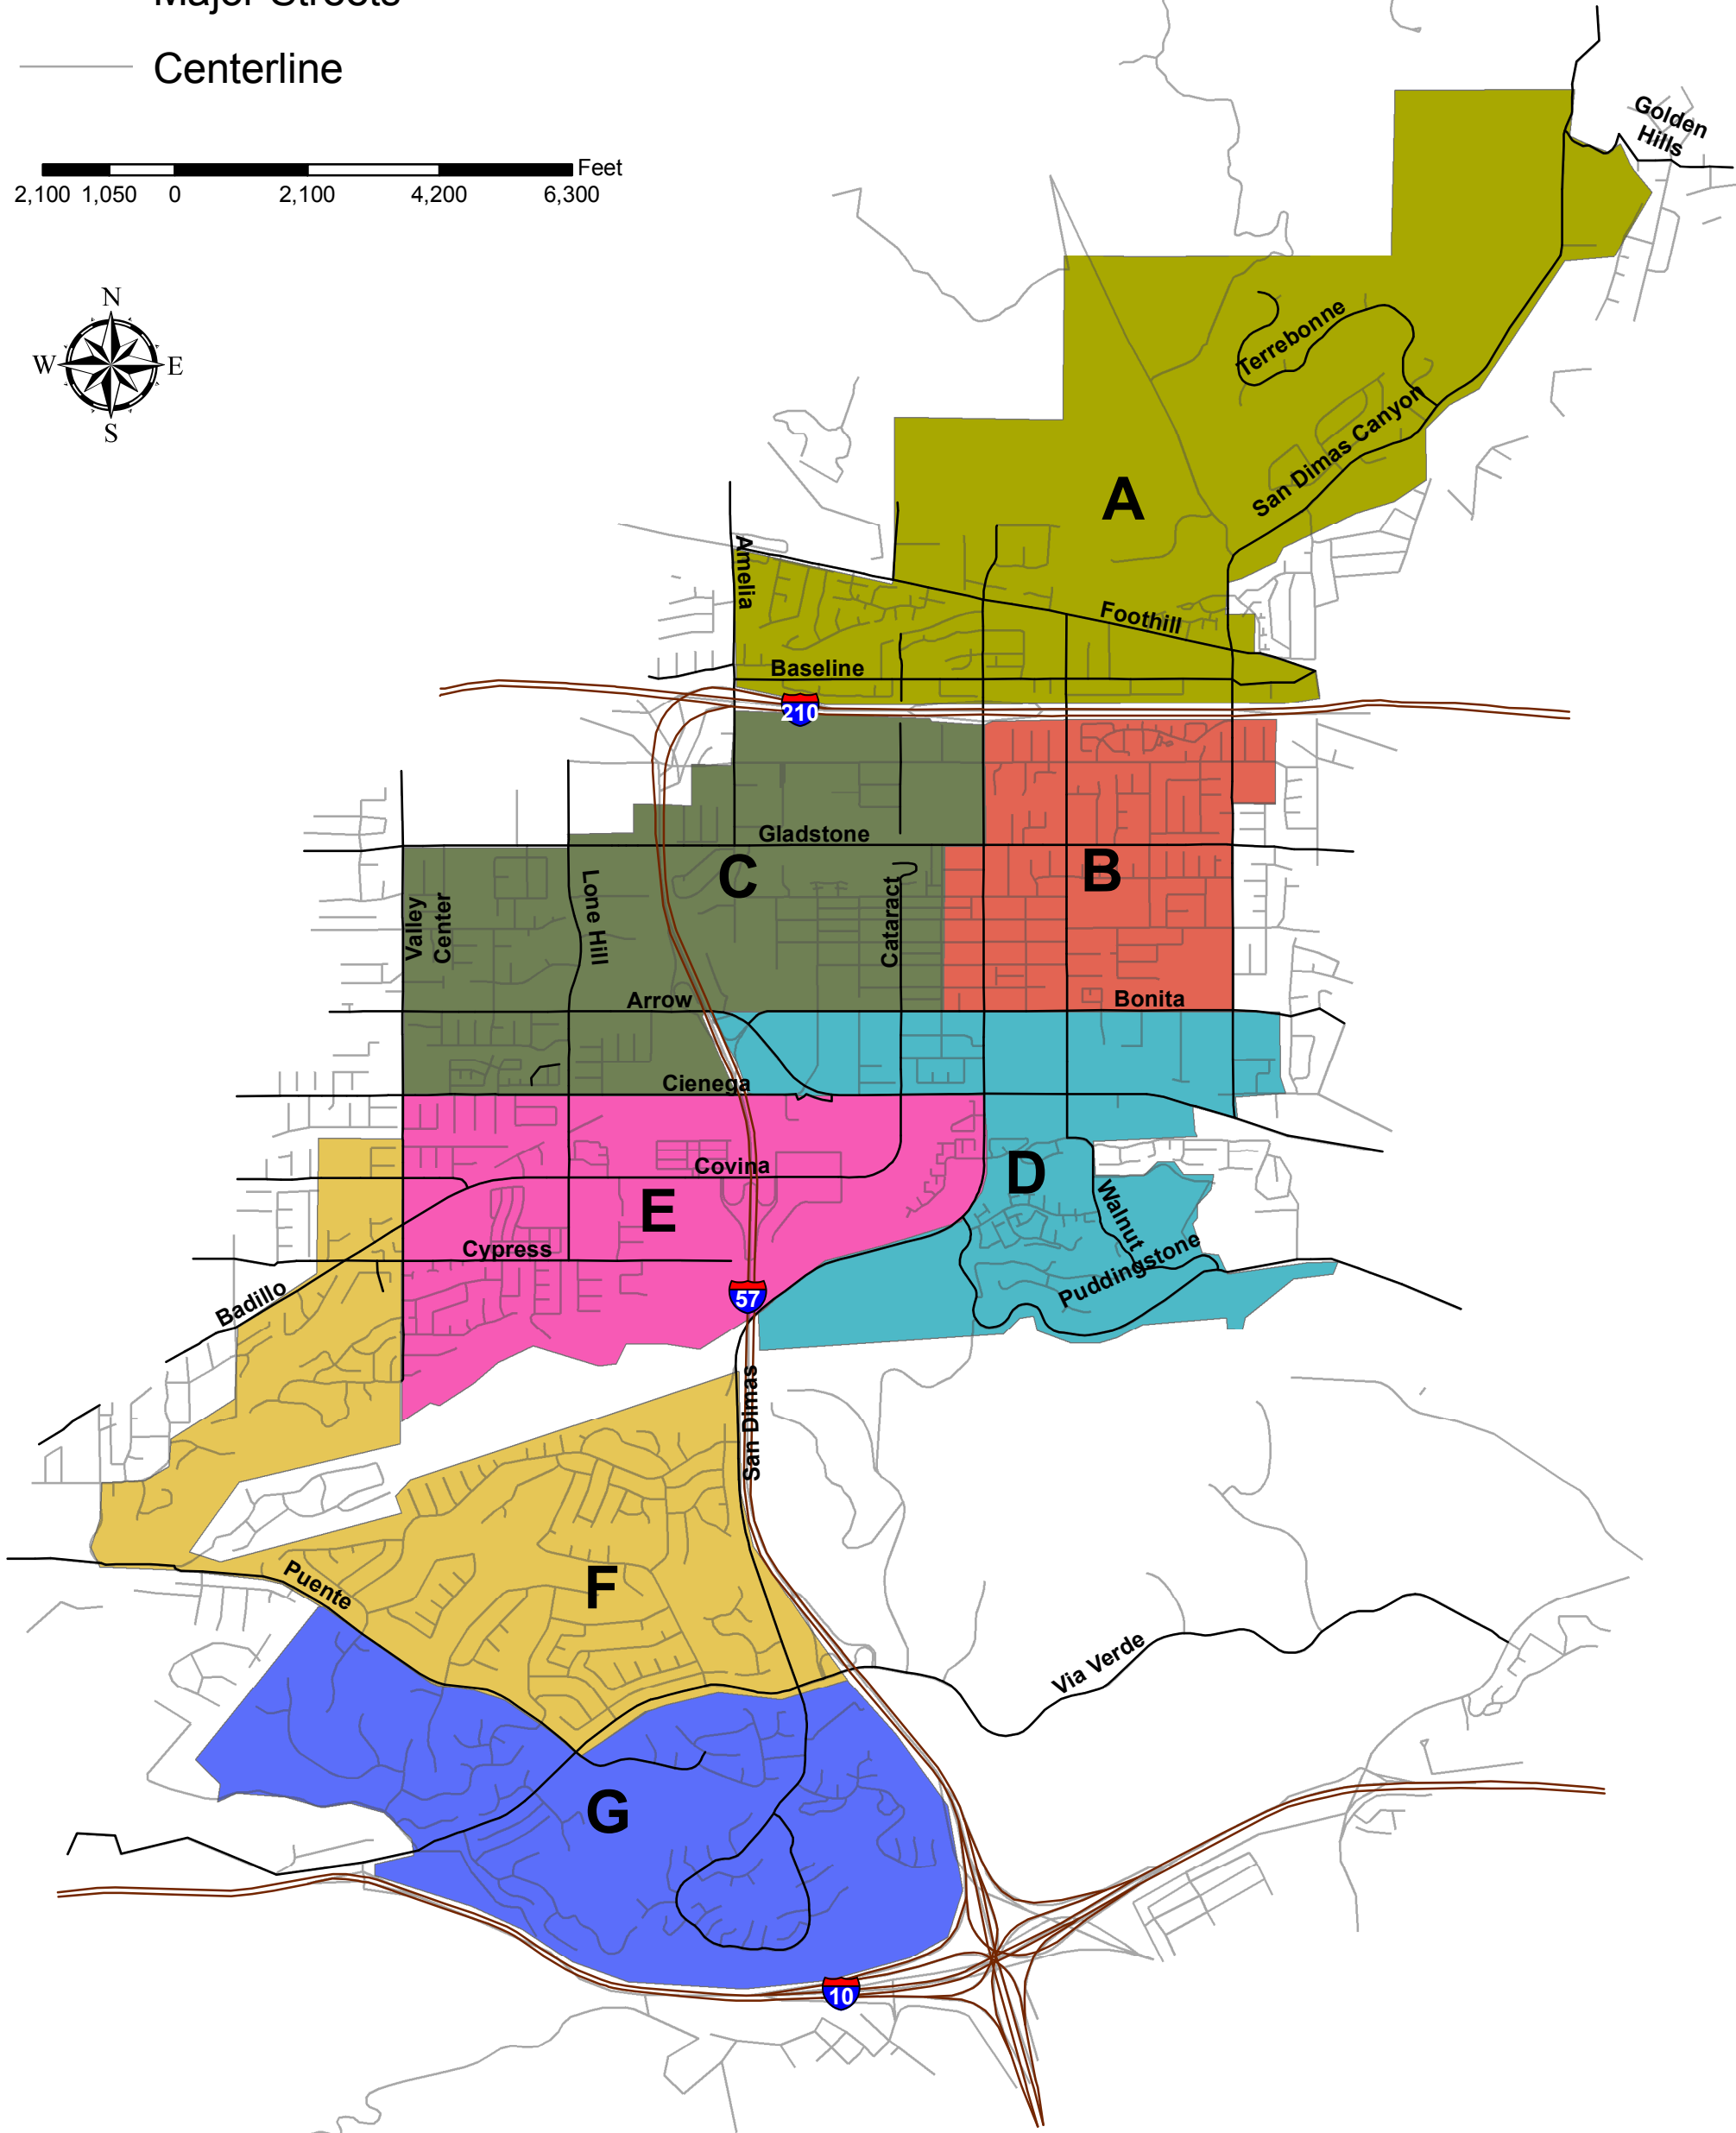 Major Streets
Centerline
Feet
2,100 1,050 0 2,100 4,200 6,300
N
W E
S
Golden
Hills
Terrebonne
San Dimas Canyon
A
Amelia
Foothill
Baseline
210
Gladstone
C
B
Lone Hill
Valley
Center
Cataract
Arrow
Bonita
Cienega
Covina
D
E
Walnut
Cypress
Puddingstone
Badillo
57
San Dimas
F
Puente
Via Verde
G
10